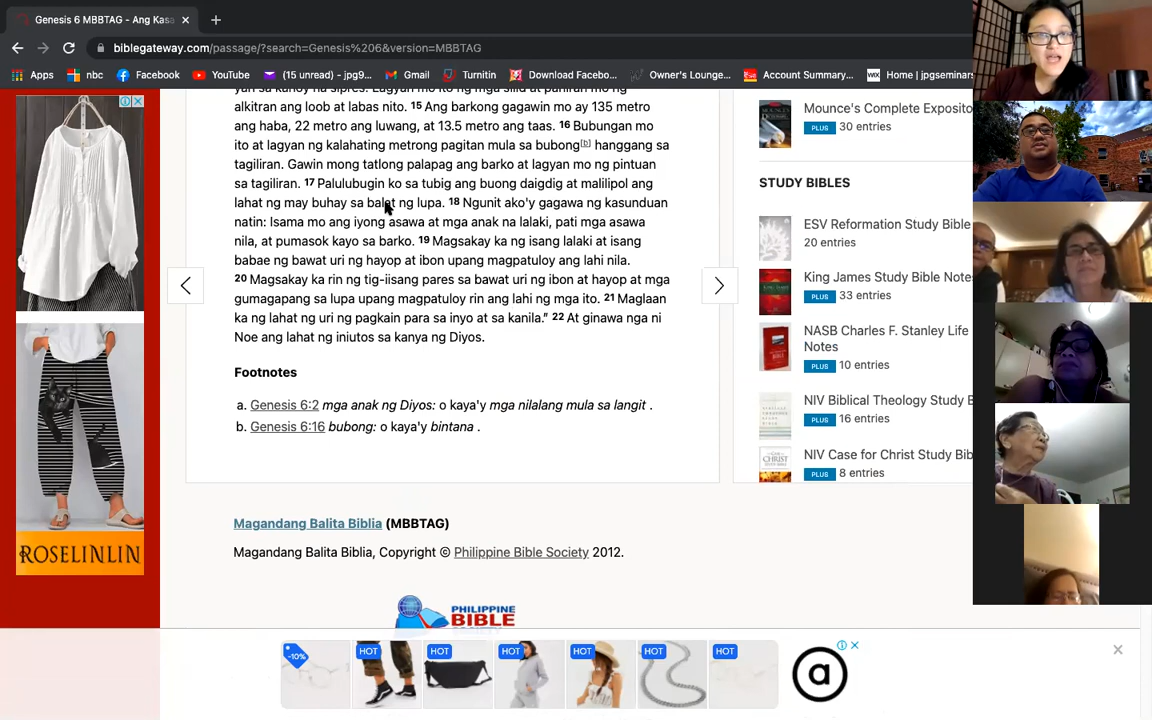 Genesis 6 MBBTAG - Ang Kasa
biblegateway.com/passage/?search=Genesis%206&version=MBBTAG
Apps
nbc
Facebook
YouTube
(15 unread) - jpg9...
Gmail
Turnitin
Download Facebo...
Owner's Lounge...
Account Summary...
WIX
Home | jpgseminars
alkitran ang loob at labas nito. 15 Ang barkong gagawin mo ay 135 metro
ang haba, 22 metro ang luwang, at 13.5 metro ang taas. 16 Bubungan mo
ito at lagyan ng kalahating metrong pagitan mula sa bubong[b] hanggang sa
tagiliran. Gawin mong tatlong palapag ang barko at lagyan mo ng pintuan
sa tagiliran. 17 Palulubugin ko sa tubig ang buong daigdig at malilipol ang
lahat ng may buhay sa balat ng lupa. 18 Ngunit ako'y gagawa ng kasunduan
natin: Isama mo ang iyong asawa at mga anak na lalaki, pati mga asawa
nila, at pumasok kayo sa barko. 19 Magsakay ka ng isang lalaki at isang
babae ng bawat uri ng hayop at ibon upang magpatuloy ang lahi nila.
20 Magsakay ka rin ng tig-iisang pares sa bawat uri ng ibon at hayop at mga
gumagapang sa lupa upang magpatuloy rin ang lahi ng mga ito. 21 Maglaan
ka ng lahat ng uri ng pagkain para sa inyo at sa kanila." 22 At ginawa nga ni
Noe ang lahat ng iniutos sa kanya ng Diyos.
Footnotes
a. Genesis 6:2 mga anak ng Diyos: o kaya'y mga nilalang mula sa langit .
b. Genesis 6:16 bubong: o kaya'y bintana .
Magandang Balita Biblia (MBBTAG)
Magandang Balita Biblia, Copyright © Philippine Bible Society 2012.
PHILIPPINE
BIBLE
Mounce's Complete Exposito
PLUS 30 entries
STUDY BIBLES
ESV Reformation Study Bible
20 entries
King James Study Bible Note
PLUS 33 entries
NASB Charles F. Stanley Life
Notes
PLUS 10 entries
NIV Biblical Theology Study B
PLUS 16 entries
NIV Case for Christ Study Bi
PLUS 8 entries
ROSELINLIN
-10%
HOT
HOT
HOT
HOT
HOT
HOT
a